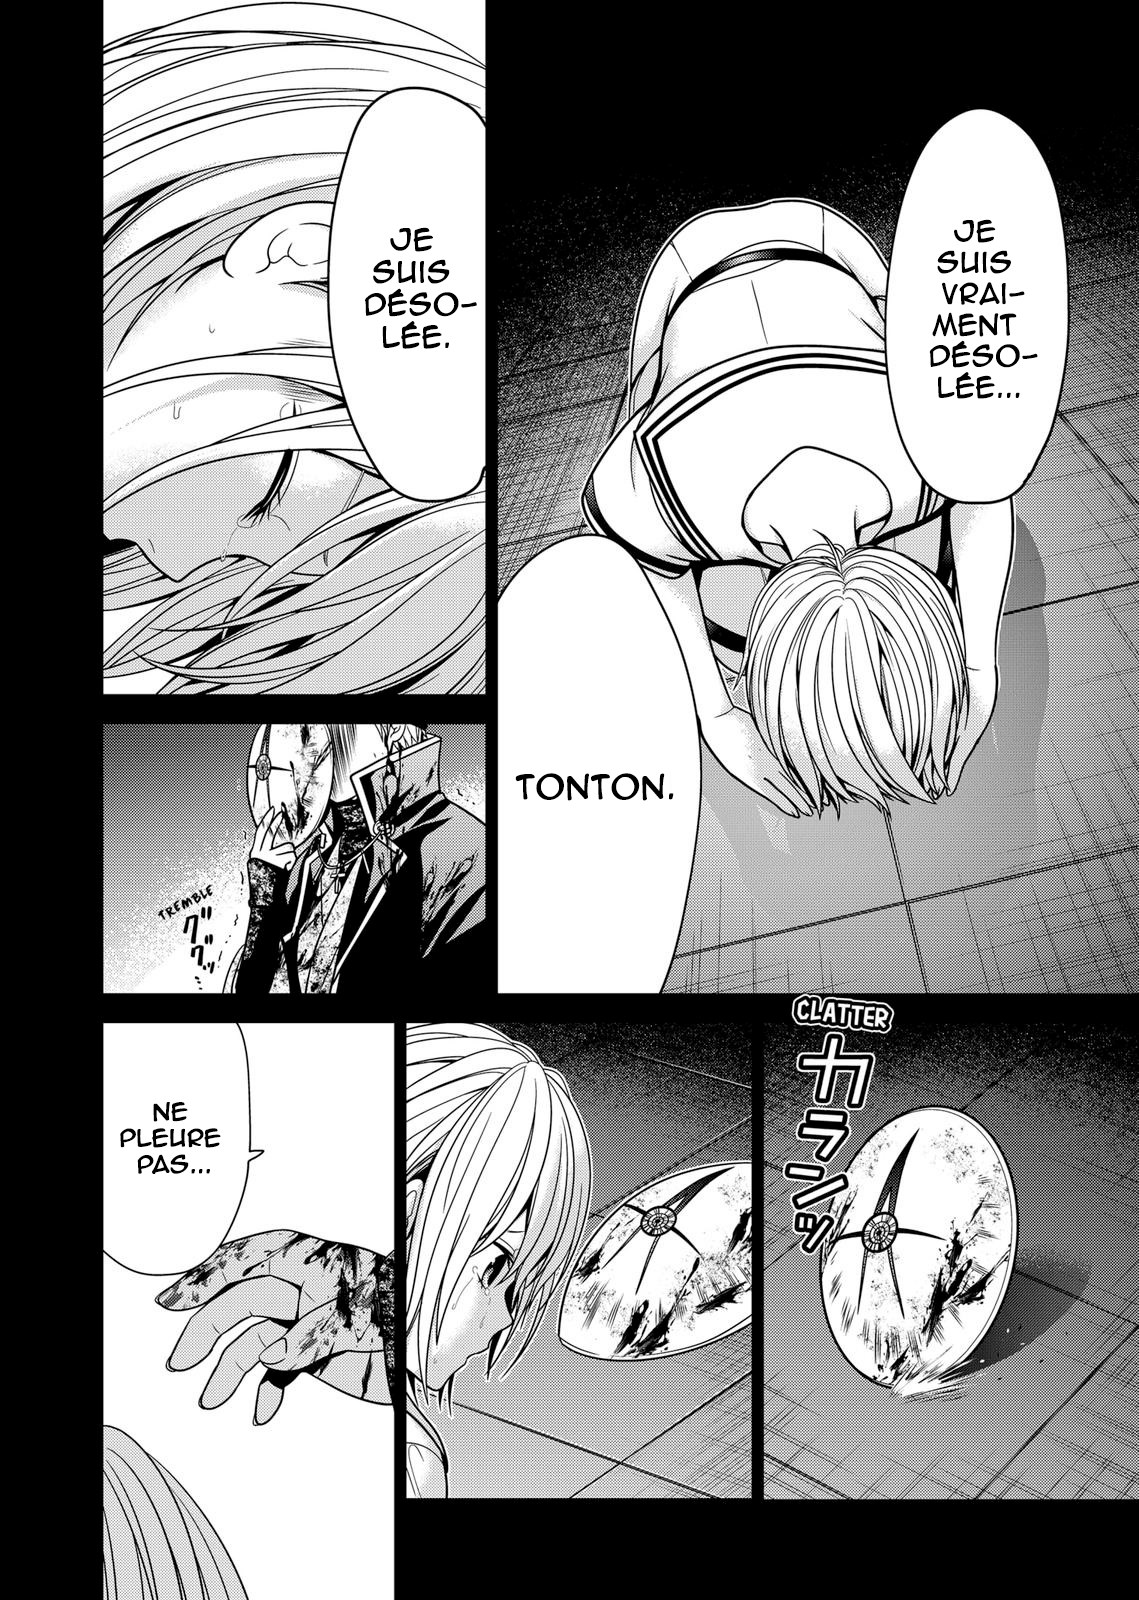 JE
SUIS
VRAI-
MENT
DÉSO-
LÉE...
TONTON.
JE
SUIS
DÉSO-
LÉE.
TREMBLE
グググッ...
CLATTER
カランッ
NE
PLEURE
PAS...